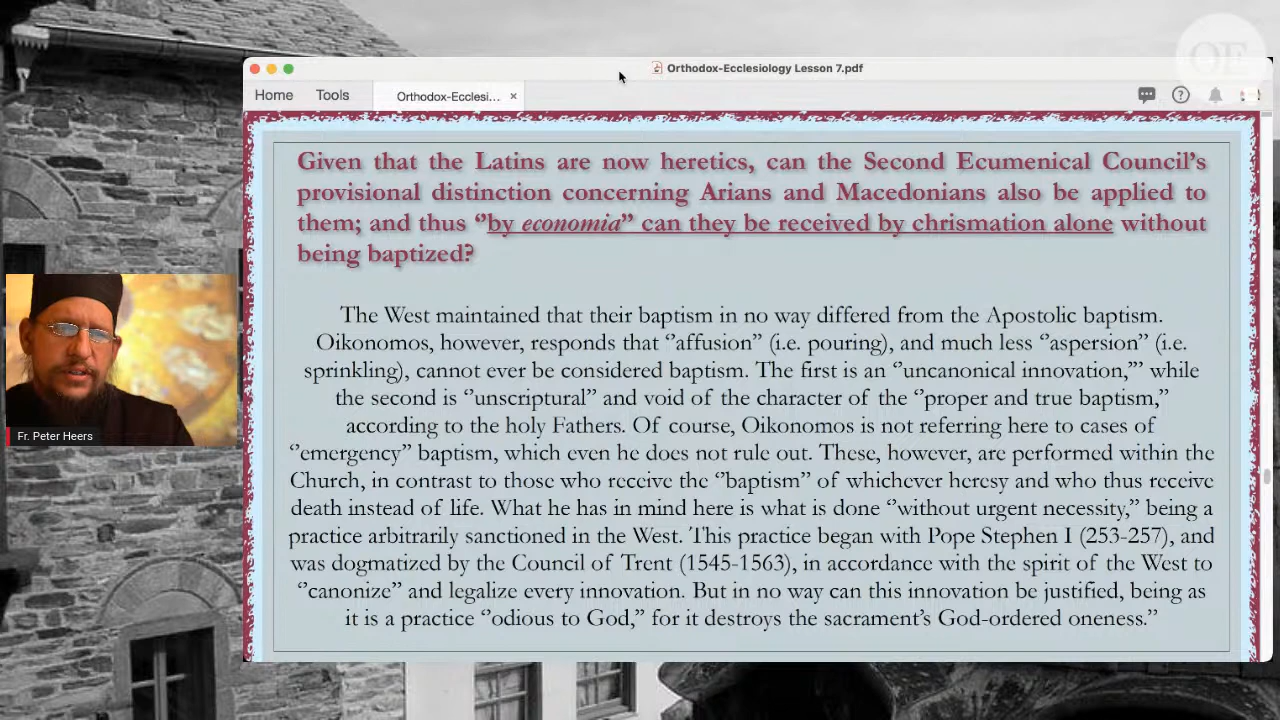 OE
Orthodox-Ecclesiology Lesson 7.pdf
Home Tools Orthodox-Ecclesi... ×
Given that the Latins are now heretics, can the Second Ecumenical Council's
provisional distinction concerning Arians and Macedonians also be applied to
them; and thus “by economia” can they be received by chrismation alone without
being baptized?
The West maintained that their baptism in no way differed from the Apostolic baptism.
Oikonomos, however, responds that “affusion” (i.e. pouring), and much less “aspersion” (i.e.
sprinkling), cannot ever be considered baptism. The first is an “uncanonical innovation,”’ while
the second is “unscriptural” and void of the character of the “proper and true baptism,”
according to the holy Fathers. Of course, Oikonomos is not referring here to cases of
“emergency” baptism, which even he does not rule out. These, however, are performed within the
Church, in contrast to those who receive the “baptism” of whichever heresy and who thus receive
death instead of life. What he has in mind here is what is done “without urgent necessity,” being a
practice arbitrarily sanctioned in the West. This practice began with Pope Stephen I (253-257), and
was dogmatized by the Council of Trent (1545-1563), in accordance with the spirit of the West to
“canonize” and legalize every innovation. But in no way can this innovation be justified, being as
it is a practice “odious to God,” for it destroys the sacrament's God-ordered oneness.”
Fr. Peter Heers